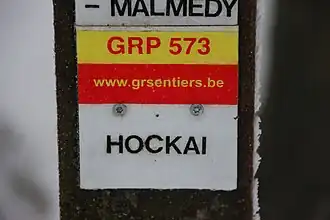 - MALMEDY
GRP 573
www.grsentiers.be
HOCKAI